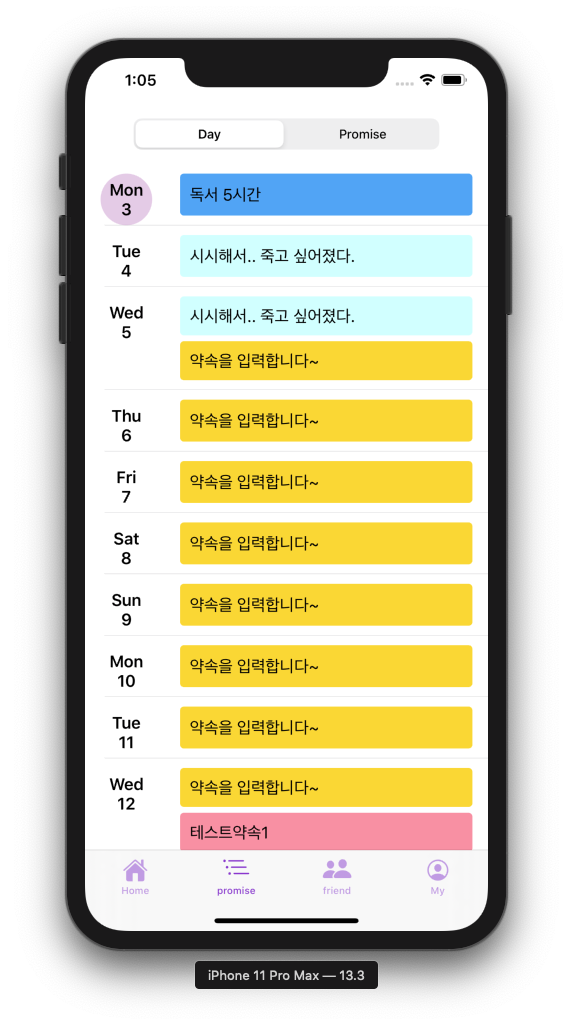 1:05
Day Promise
Mon 독서 5시간
3
Tue 시시해서.. 죽고 싶어졌다.
4
Wed 시시해서.. 죽고 싶어졌다.
5
약속을 입력합니다~
Thu 약속을 입력합니다~
6
Fri 약속을 입력합니다~
7
Sat 약속을 입력합니다~
8
Sun 약속을 입력합니다~
9
Mon 약속을 입력합니다~
10
Tue 약속을 입력합니다~
11
Wed 약속을 입력합니다~
12
테스트약속1
Home promise friend My
iPhone 11 Pro Max — 13.3